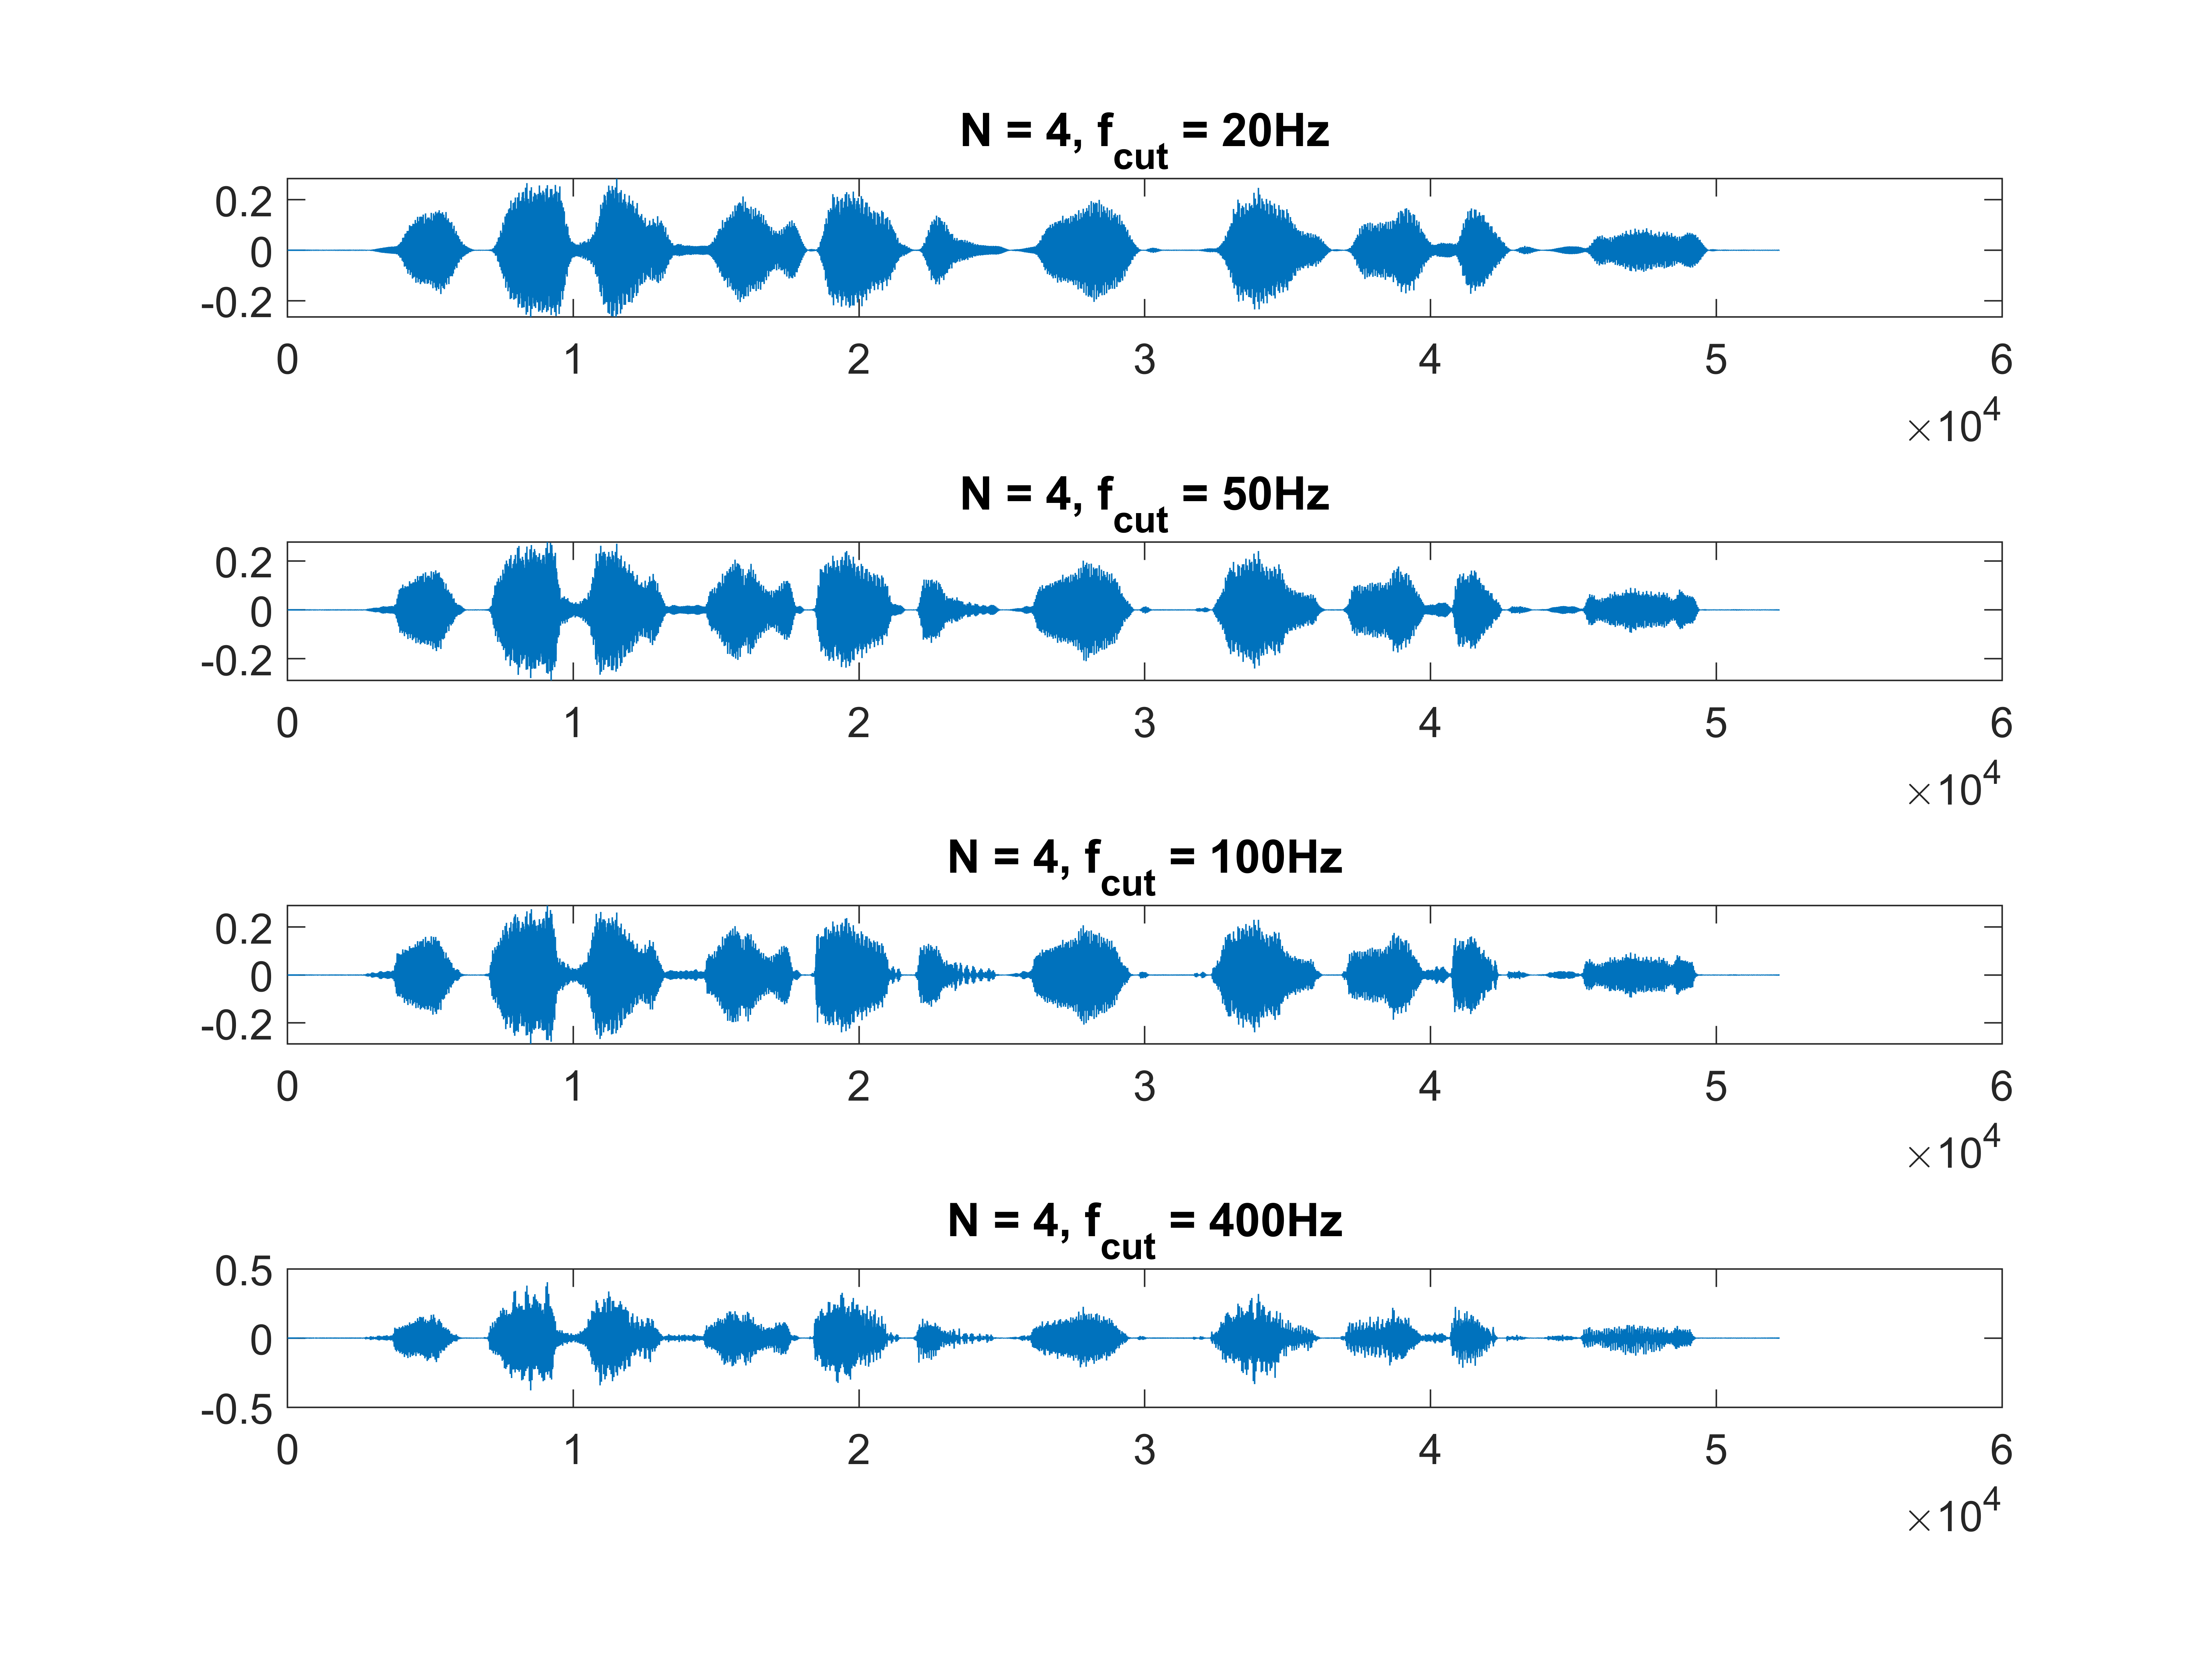 N = 4, f_cut = 20Hz
0.2
0
-0.2
0 1 2 3 4 5 6
×10^4
N = 4, f_cut = 50Hz
0.2
0
-0.2
0 1 2 3 4 5 6
×10^4
N = 4, f_cut = 100Hz
0.2
0
-0.2
0 1 2 3 4 5 6
×10^4
N = 4, f_cut = 400Hz
0.5
0
-0.5
0 1 2 3 4 5 6
×10^4